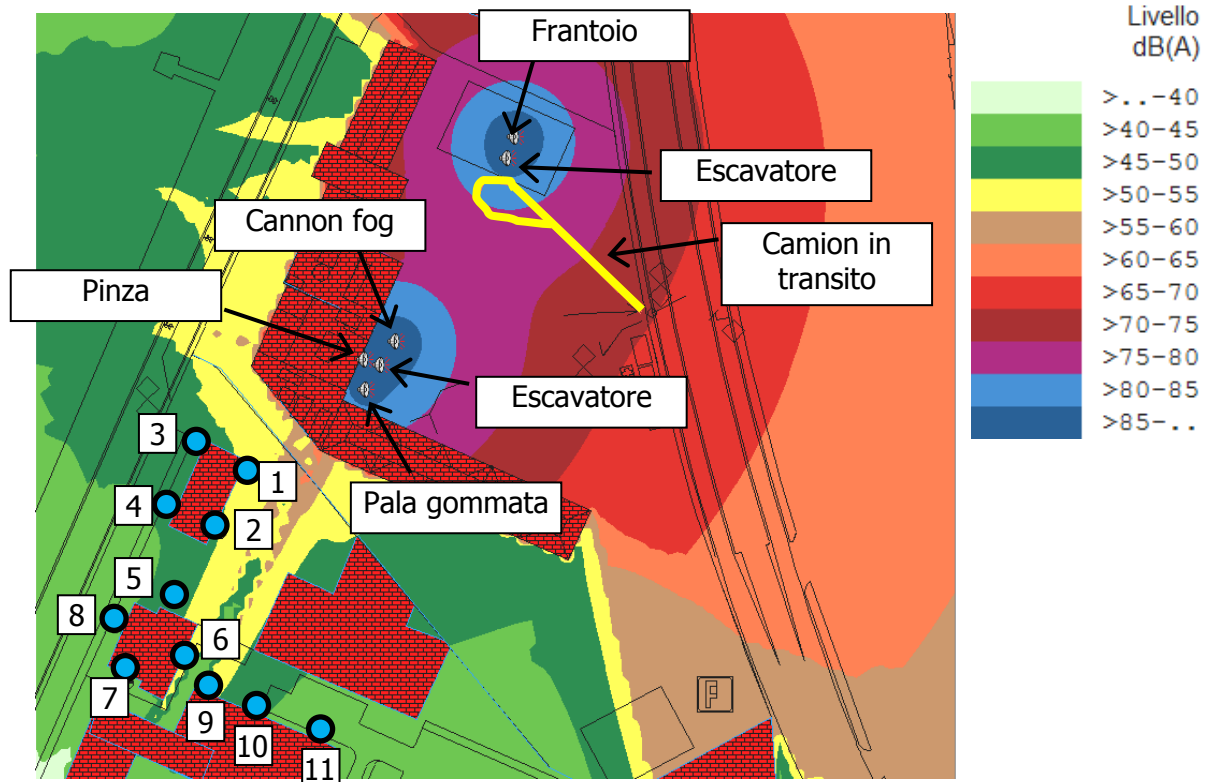 Frantoio
Escavatore
Cannon fog
Camion in
transito
Pinza
Escavatore
Pala gommata
3
1
4
2
5
8
6
7
9
10
11
P
Livello
dB(A)
>..-40
>40-45
>45-50
>50-55
>55-60
>60-65
>65-70
>70-75
>75-80
>80-85
>85-..